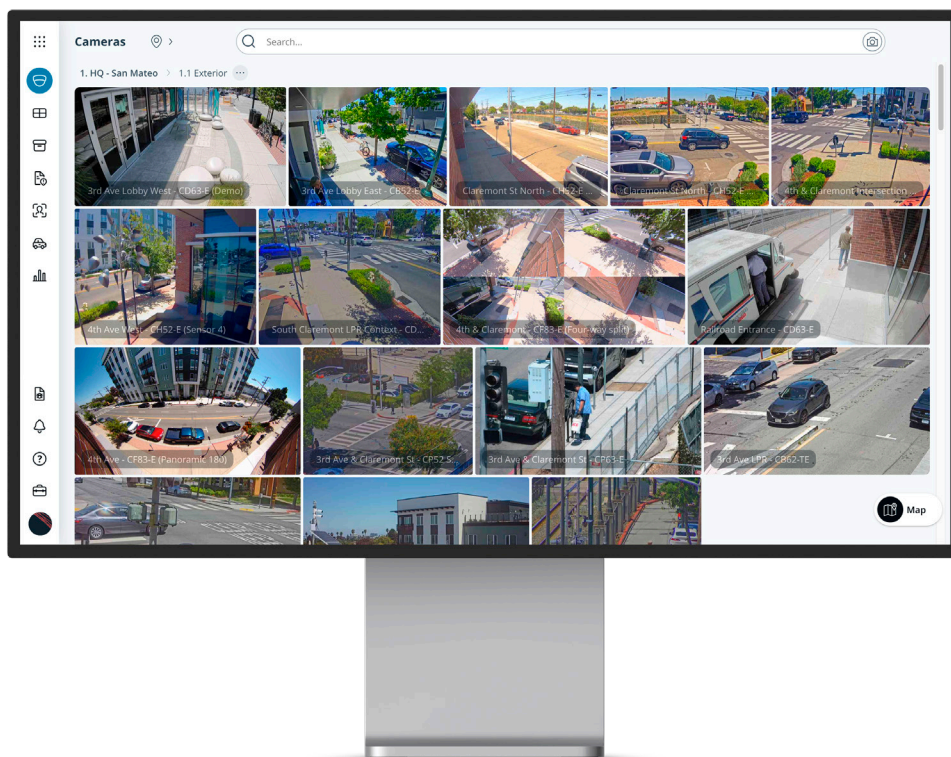 Cameras
Search...
1. HQ - San Mateo > 1.1 Exterior ...
3rd Ave Lobby West - CD63-E (Demo)
3rd Ave Lobby East - CB52-E
Claremont St North - CH52-E ...
Claremont St North - CH52-E ...
4th & Claremont Intersection
4th Ave West - CH52-E (Sensor 4)
South Claremont LPR Context - CD...
4th & Claremont - CF83-E (Four-way split)
Railroad Entrance - CD63-E
4th Ave - CF83-E (Panoramic 180)
3rd Ave & Claremont St - CP52 S...
3rd Ave & Claremont St - CP63-E
3rd Ave LPR - CB62-TE
Map